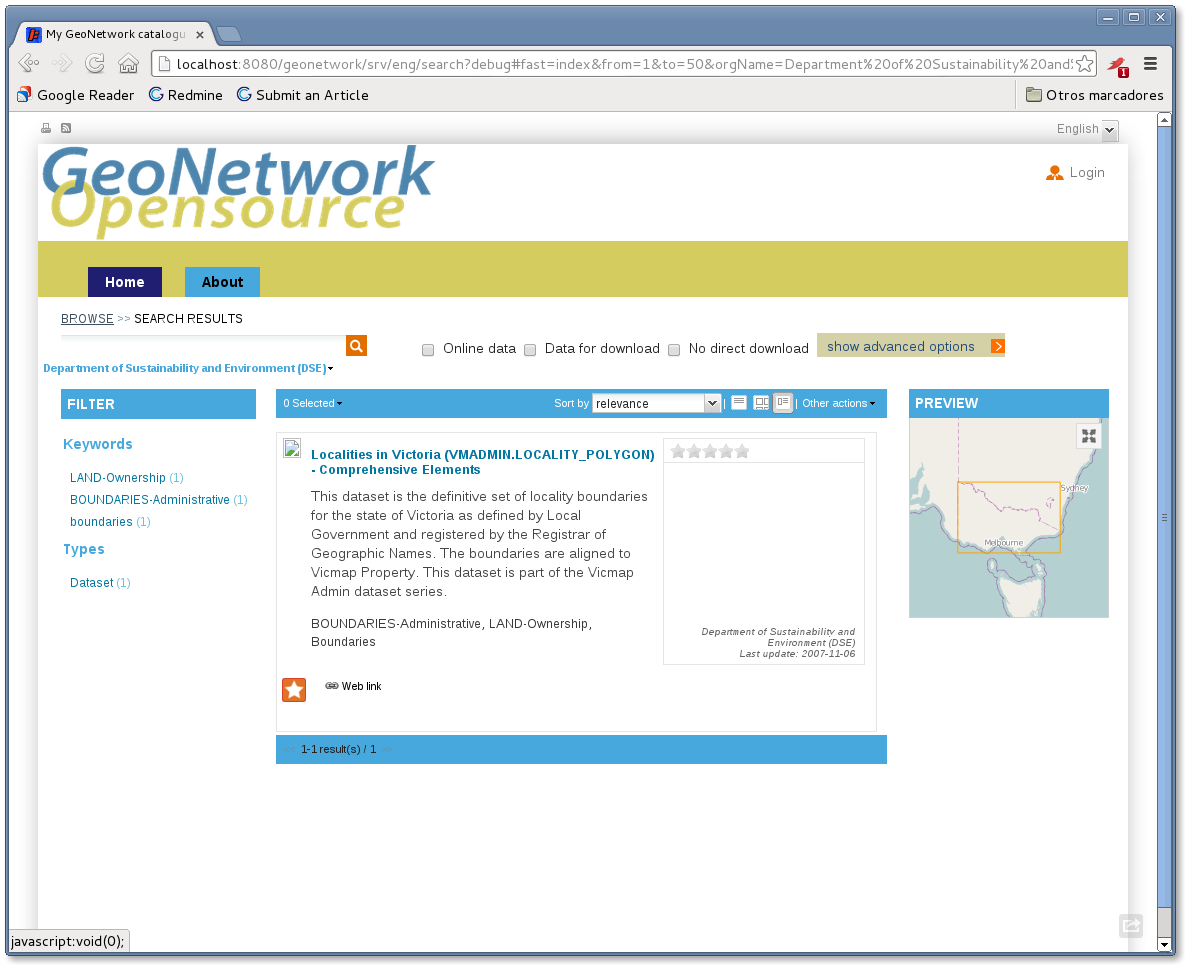 My GeoNetwork catalogu
localhost:8080/geonetwork/srv/eng/search?debug#fast=index&from=1&to=50&orgName=Department%20of%20Sustainability%20and
1
Google Reader
Redmine
Submit an Article
Otros marcadores
English
GeoNetwork
Opensource
Login
Home
About
BROWSE >> SEARCH RESULTS
Online data
Data for download
No direct download
show advanced options
Department of Sustainability and Environment (DSE)
FILTER
Keywords
LAND-Ownership (1)
BOUNDARIES-Administrative (1)
boundaries (1)
Types
Dataset (1)
0 Selected
Sort by relevance | | Other actions
Localities in Victoria (VMADMIN.LOCALITY_POLYGON)
- Comprehensive Elements
This dataset is the definitive set of locality boundaries
for the state of Victoria as defined by Local
Government and registered by the Registrar of
Geographic Names. The boundaries are aligned to
Vicmap Property. This dataset is part of the Vicmap
Admin dataset series.
BOUNDARIES-Administrative, LAND-Ownership,
Boundaries
Department of Sustainability and
Environment (DSE)
Last update: 2007-11-06
Web link
<< 1-1 result(s) / 1 >>
PREVIEW
Sydney
Melbourne
javascript:void(0);